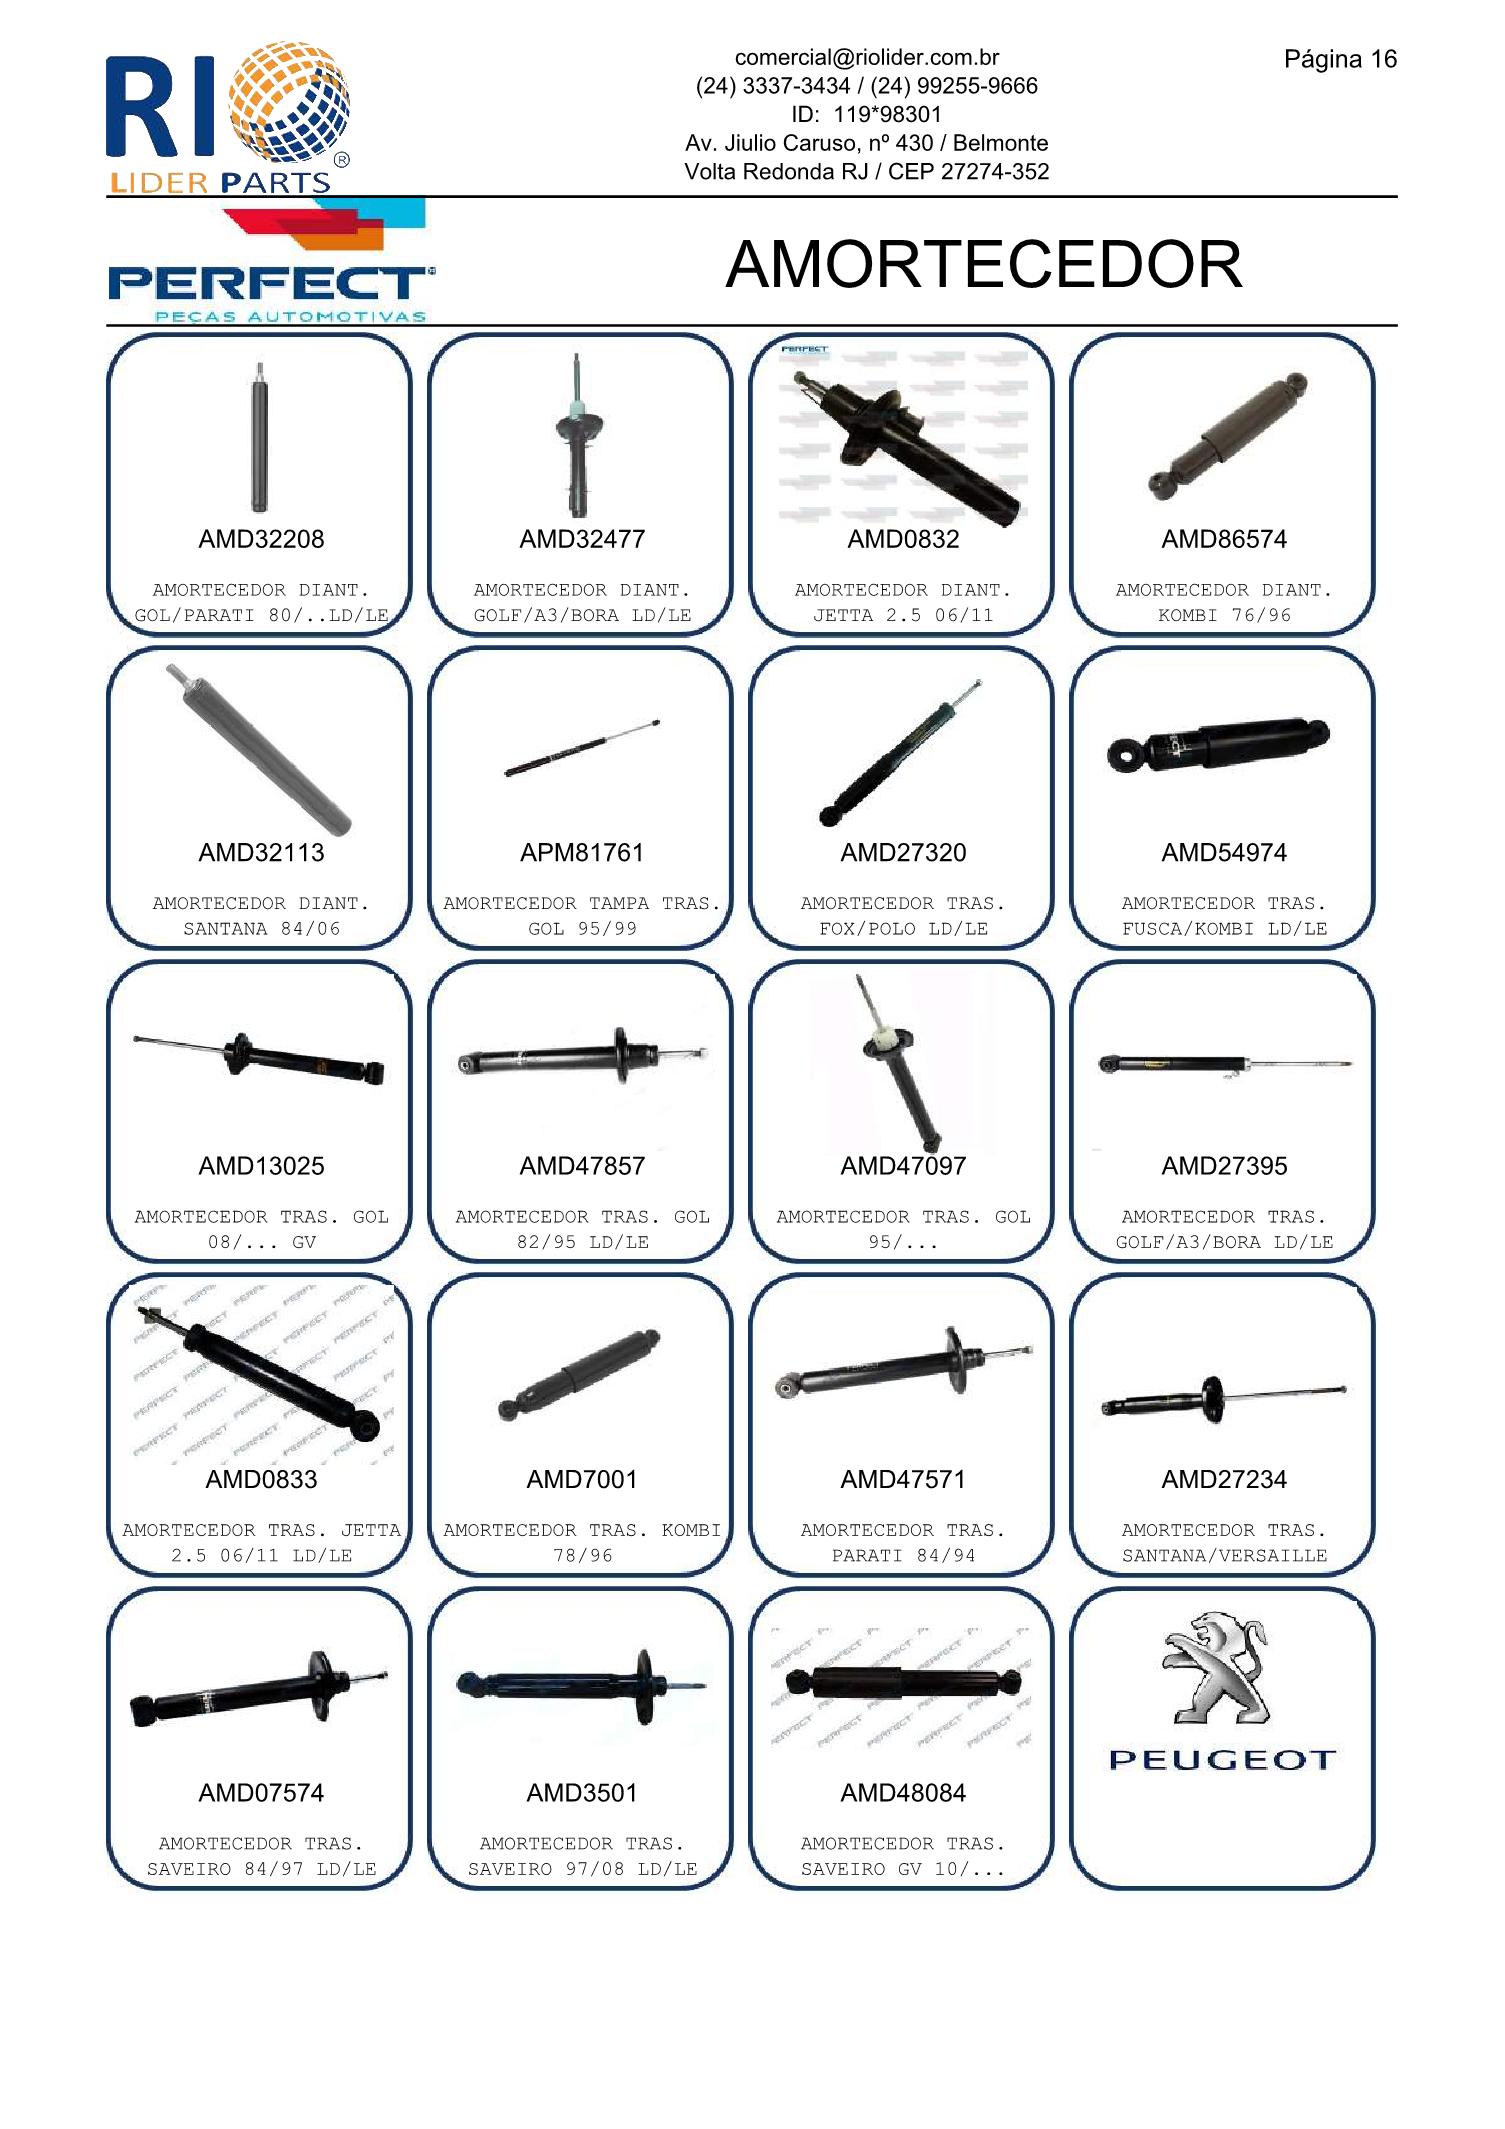 RIO
LIDER PARTS
®
comercial@riolider.com.br
(24) 3337-3434 / (24) 99255-9666
ID:  119*98301
Av. Jiulio Caruso, nº 430 / Belmonte
Volta Redonda RJ / CEP 27274-352
Página 16
PERFECT
PEÇAS AUTOMOTIVAS
AMORTECEDOR
AMD32208
AMORTECEDOR DIANT.
GOL/PARATI 80/..LD/LE
AMD32477
AMORTECEDOR DIANT.
GOLF/A3/BORA LD/LE
PERFECT
AMD0832
AMORTECEDOR DIANT.
JETTA 2.5 06/11
AMD86574
AMORTECEDOR DIANT.
KOMBI 76/96
AMD32113
AMORTECEDOR DIANT.
SANTANA 84/06
APM81761
AMORTECEDOR TAMPA TRAS.
GOL 95/99
AMD27320
AMORTECEDOR TRAS.
FOX/POLO LD/LE
AMD54974
AMORTECEDOR TRAS.
FUSCA/KOMBI LD/LE
AMD13025
AMORTECEDOR TRAS. GOL
08/... GV
AMD47857
AMORTECEDOR TRAS. GOL
82/95 LD/LE
AMD47097
AMORTECEDOR TRAS. GOL
95/...
AMD27395
AMORTECEDOR TRAS.
GOLF/A3/BORA LD/LE
AMD0833
AMORTECEDOR TRAS. JETTA
2.5 06/11 LD/LE
AMD7001
AMORTECEDOR TRAS. KOMBI
78/96
AMD47571
AMORTECEDOR TRAS.
PARATI 84/94
AMD27234
AMORTECEDOR TRAS.
SANTANA/VERSAILLE
AMD07574
AMORTECEDOR TRAS.
SAVEIRO 84/97 LD/LE
AMD3501
AMORTECEDOR TRAS.
SAVEIRO 97/08 LD/LE
AMD48084
AMORTECEDOR TRAS.
SAVEIRO GV 10/...
PEUGEOT